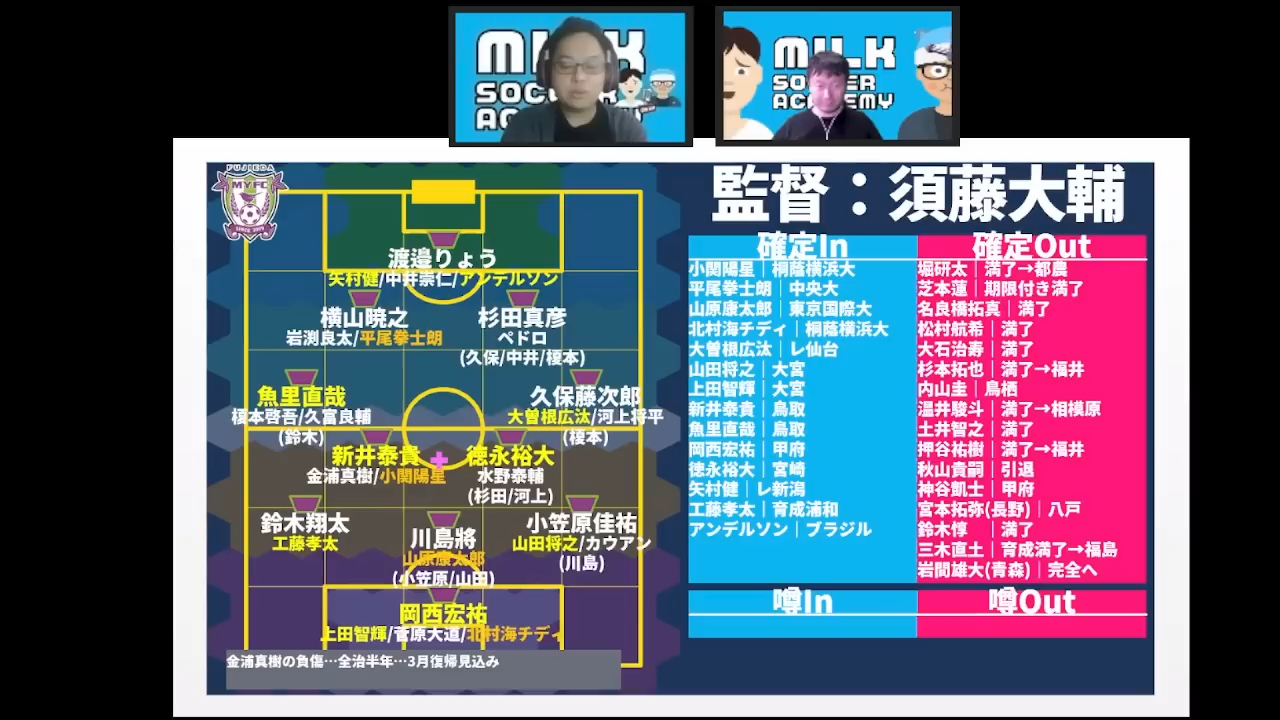 MILK
SOCCER
AC
MILK
SOCCER
ACADEMY
FUJIEDA
MYFC
SINCE 2009
監督：須藤大輔
渡邉りょう
矢村健/中井崇仁/アンデルソン
横山暁之
岩渕良太/平尾拳士朗
杉田真彦
ペドロ
(久保/中井/榎本)
魚里直哉
榎本啓吾/久富良輔
(鈴木)
久保藤次郎
大曽根広汰/河上将平
(榎本)
新井泰貴
金浦真樹/小関陽星
徳永裕大
水野泰輔
(杉田/河上)
鈴木翔太
工藤孝太
川島將
山原康太郎
(小笠原/山田)
小笠原佳祐
山田将之/カウアン
(川島)
岡西宏祐
上田智輝/菅原大道/北村海チディ
金浦真樹の負傷…全治半年…3月復帰見込み
確定In
小関陽星｜桐蔭横浜大
平尾拳士朗｜中央大
山原康太郎｜東京国際大
北村海チディ｜桐蔭横浜大
大曽根広汰｜レ仙台
山田将之｜大宮
上田智輝｜大宮
新井泰貴｜鳥取
魚里直哉｜鳥取
岡西宏祐｜甲府
徳永裕大｜宮崎
矢村健｜レ新潟
工藤孝太｜育成浦和
アンデルソン｜ブラジル
確定Out
堀研太｜満了→都農
芝本蓮｜期限付き満了
名良橋拓真｜満了
松村航希｜満了
大石治寿｜満了
杉本拓也｜満了→福井
内山圭｜鳥栖
温井駿斗｜満了→相模原
土井智之｜満了
押谷祐樹｜満了→福井
秋山貴嗣｜引退
神谷凱士｜甲府
宮本拓弥(長野)｜八戸
鈴木惇　｜満了
三木直土｜育成満了→福島
岩間雄大(青森)｜完全へ
噂In
噂Out